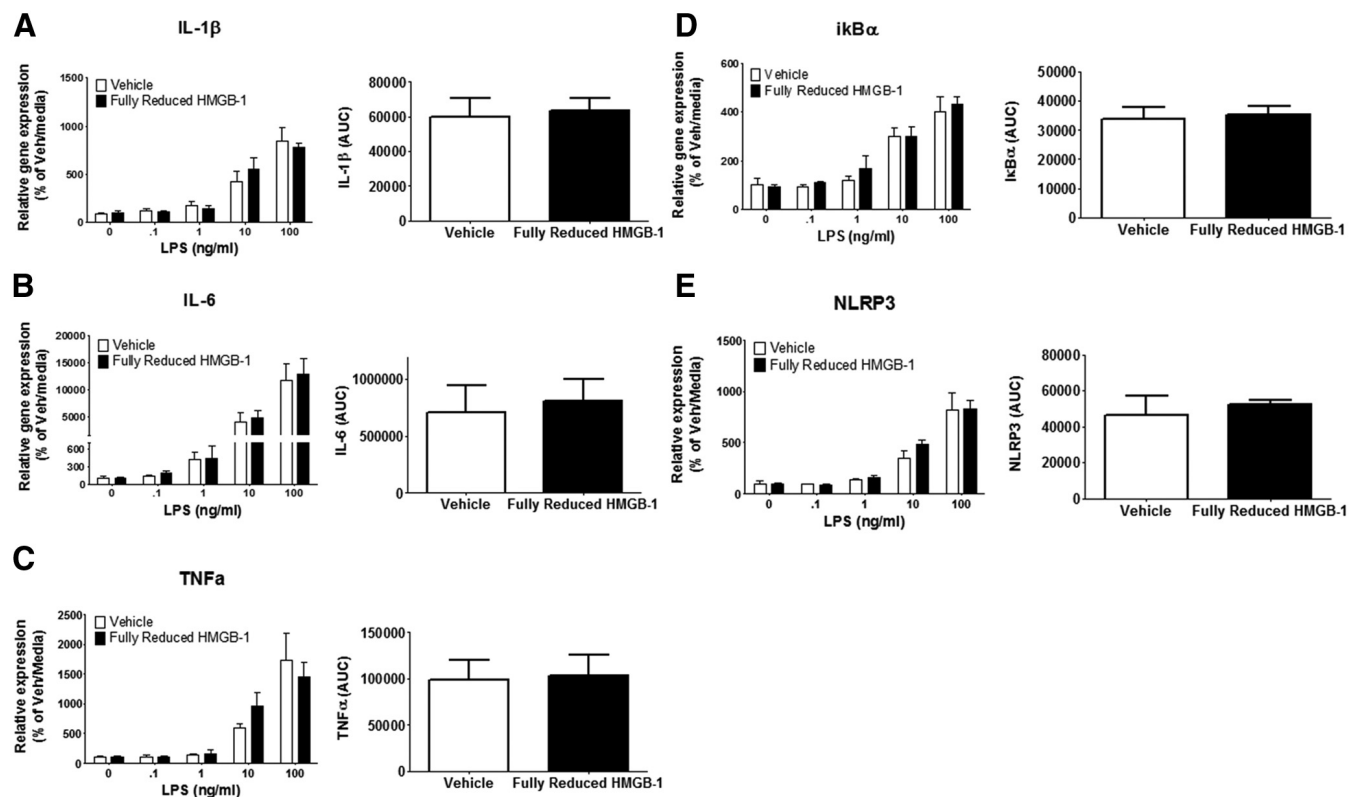 A
IL-1β
Relative gene expression
(% of Veh/media)
1500
1000
500
0
Vehicle
Fully Reduced HMGB-1
0 .1 1 10 100
LPS (ng/ml)
IL-1β (AUC)
80000
60000
40000
20000
0
Vehicle Fully Reduced HMGB-1
B
IL-6
Relative gene expression
(% of Veh/media)
20000
15000
10000
5000
600
300
0
Vehicle
Fully Reduced HMGB-1
0 .1 1 10 100
LPS (ng/ml)
IL-6 (AUC)
1000000
500000
0
Vehicle Fully Reduced HMGB-1
C
TNFa
Relative expression
(% of Veh/Media)
2500
2000
1500
1000
500
0
Vehicle
Fully Reduced HMGB-1
0 .1 1 10 100
LPS (ng/ml)
TNFα (AUC)
150000
100000
50000
0
Vehicle Fully Reduced HMGB-1
D
ikBα
Relative gene expression
(% of Veh/media)
600
400
200
0
Vehicle
Fully Reduced HMGB-1
0 .1 1 10 100
LPS (ng/ml)
IκBα (AUC)
50000
40000
30000
20000
10000
0
Vehicle Fully Reduced HMGB-1
E
NLRP3
Relative expression
(% of Veh/Media)
1500
1000
500
0
Vehicle
Fully Reduced HMGB-1
0 .1 1 10 100
LPS (ng/ml)
NLRP3 (AUC)
80000
60000
40000
20000
0
Vehicle Fully Reduced HMGB-1